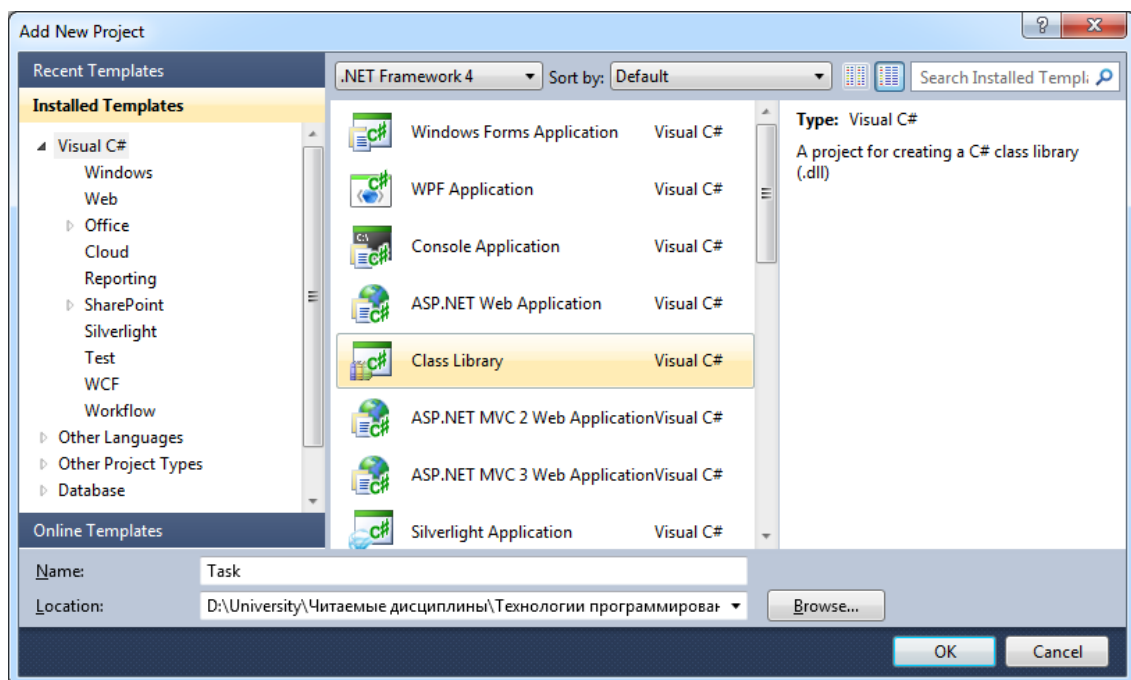 Add New Project
Recent Templates
Installed Templates
Visual C#
Windows
Web
Office
Cloud
Reporting
SharePoint
Silverlight
Test
WCF
Workflow
Other Languages
Other Project Types
Database
Online Templates
.NET Framework 4 Sort by: Default Search Installed Templ
Windows Forms Application Visual C#
WPF Application Visual C#
Console Application Visual C#
ASP.NET Web Application Visual C#
Class Library Visual C#
ASP.NET MVC 2 Web Application Visual C#
ASP.NET MVC 3 Web Application Visual C#
Silverlight Application Visual C#
Type: Visual C#
A project for creating a C# class library
(.dll)
Name: Task
Location: D:\University\Читаемые дисциплины\Технологии программирован Browse...
OK Cancel